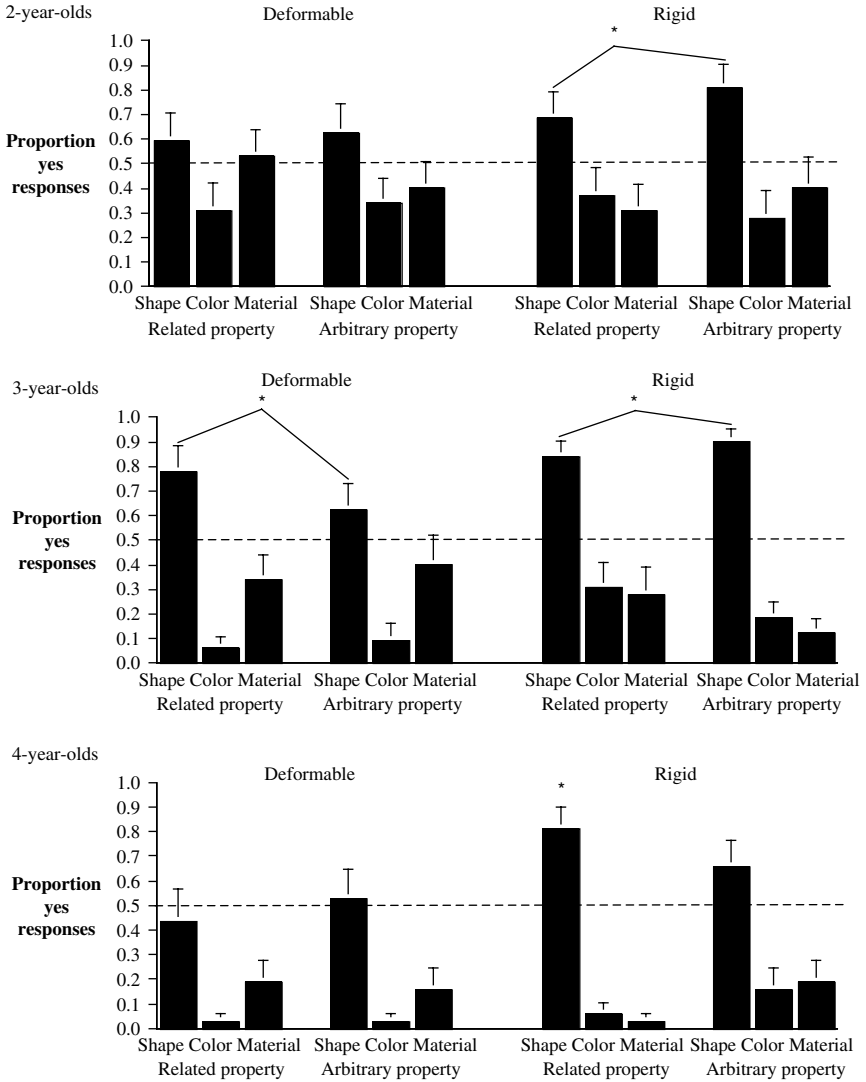 2-year-olds
Deformable
Rigid
*
1.0
0.9
0.8
0.7
0.6
0.5
0.4
0.3
0.2
0.1
0.0
Proportion
yes
responses
Shape Color Material
Shape Color Material
Shape Color Material
Shape Color Material
Related property
Arbitrary property
Related property
Arbitrary property
3-year-olds
Deformable
Rigid
*
*
1.0
0.9
0.8
0.7
0.6
0.5
0.4
0.3
0.2
0.1
0.0
Proportion
yes
responses
Shape Color Material
Shape Color Material
Shape Color Material
Shape Color Material
Related property
Arbitrary property
Related property
Arbitrary property
4-year-olds
Deformable
Rigid
*
1.0
0.9
0.8
0.7
0.6
0.5
0.4
0.3
0.2
0.1
0.0
Proportion
yes
responses
Shape Color Material
Shape Color Material
Shape Color Material
Shape Color Material
Related property
Arbitrary property
Related property
Arbitrary property